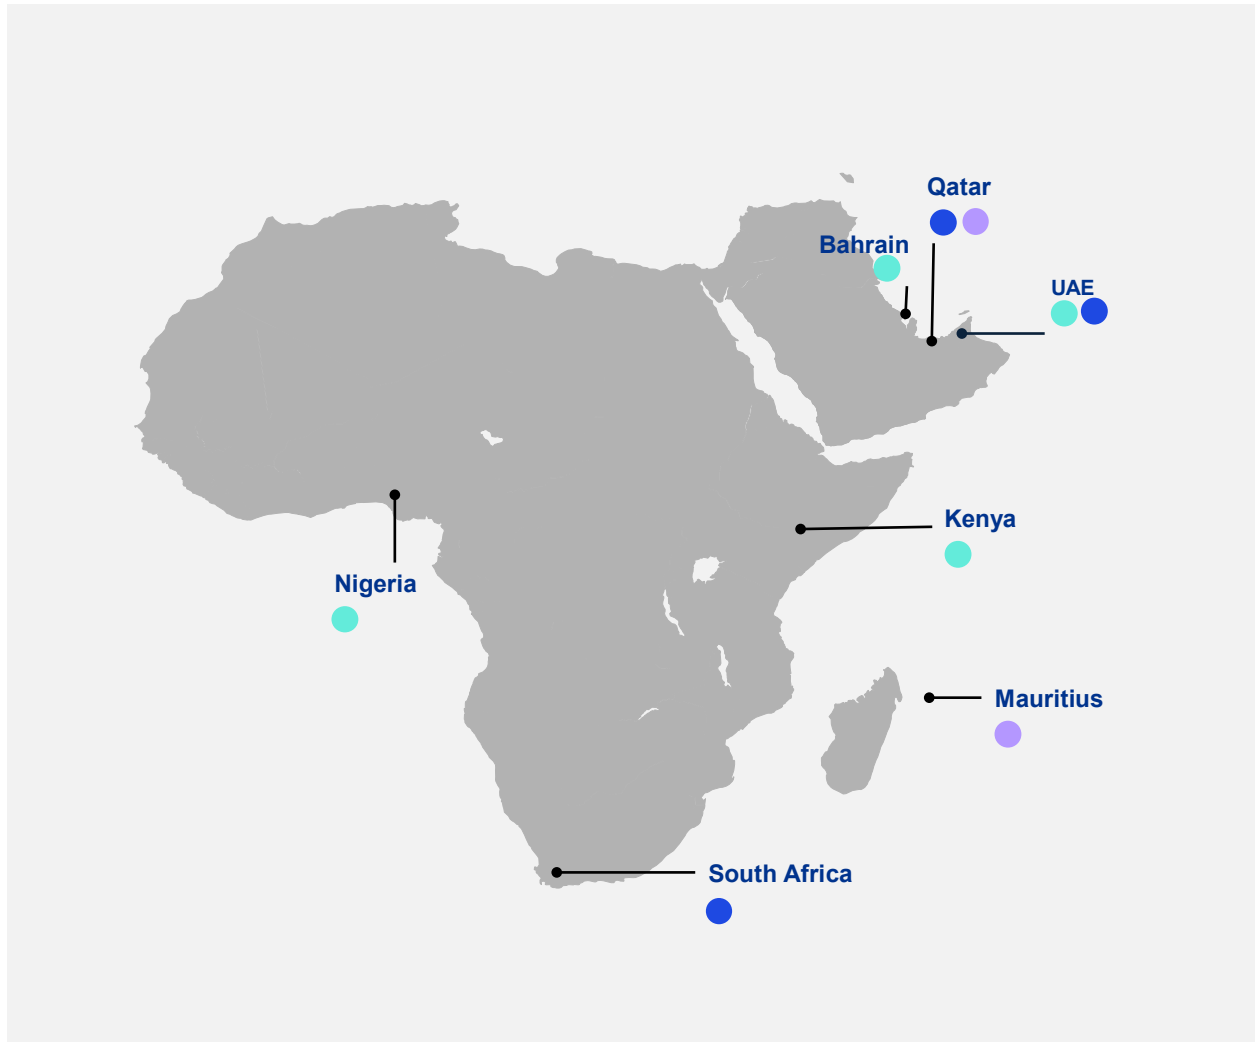 Qatar
Bahrain
UAE
Kenya
Nigeria
Mauritius
South Africa